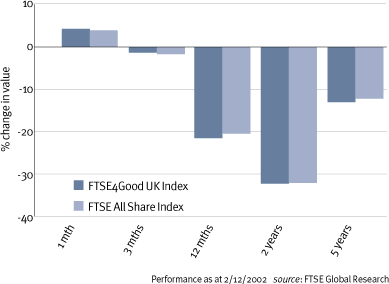 10
0
-10
-20
-30
-40
% change in value
FTSE4Good UK Index
FTSE All Share Index
1 mth
3 mths
12 mths
2 years
5 years
Performance as at 2/12/2002 source: FTSE Global Research